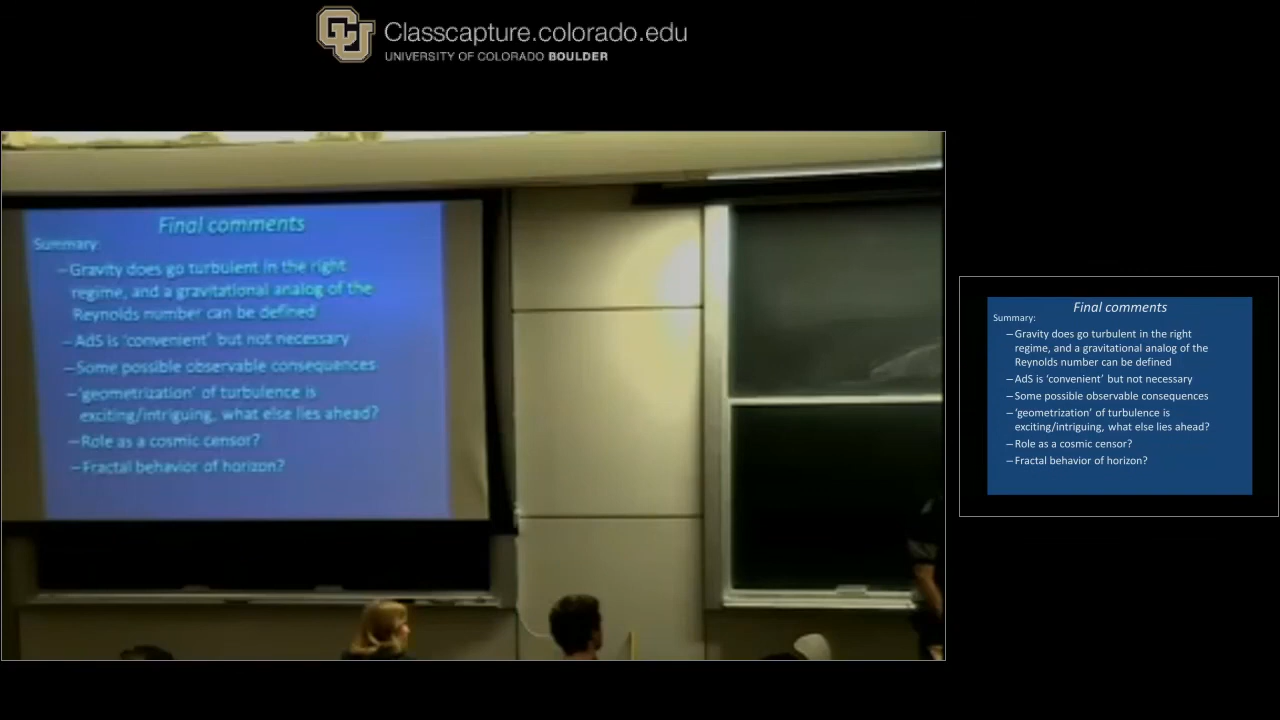 Classcapture.colorado.edu
UNIVERSITY OF COLORADO BOULDER
Final comments
Summary:
–Gravity does go turbulent in the right
regime, and a gravitational analog of the
Reynolds number can be defined
–AdS is ‘convenient’ but not necessary
–Some possible observable consequences
–‘geometrization’ of turbulence is
exciting/intriguing, what else lies ahead?
–Role as a cosmic censor?
–Fractal behavior of horizon?
Final comments
Summary:
–Gravity does go turbulent in the right
regime, and a gravitational analog of the
Reynolds number can be defined
–AdS is ‘convenient’ but not necessary
–Some possible observable consequences
–‘geometrization’ of turbulence is
exciting/intriguing, what else lies ahead?
–Role as a cosmic censor?
–Fractal behavior of horizon?